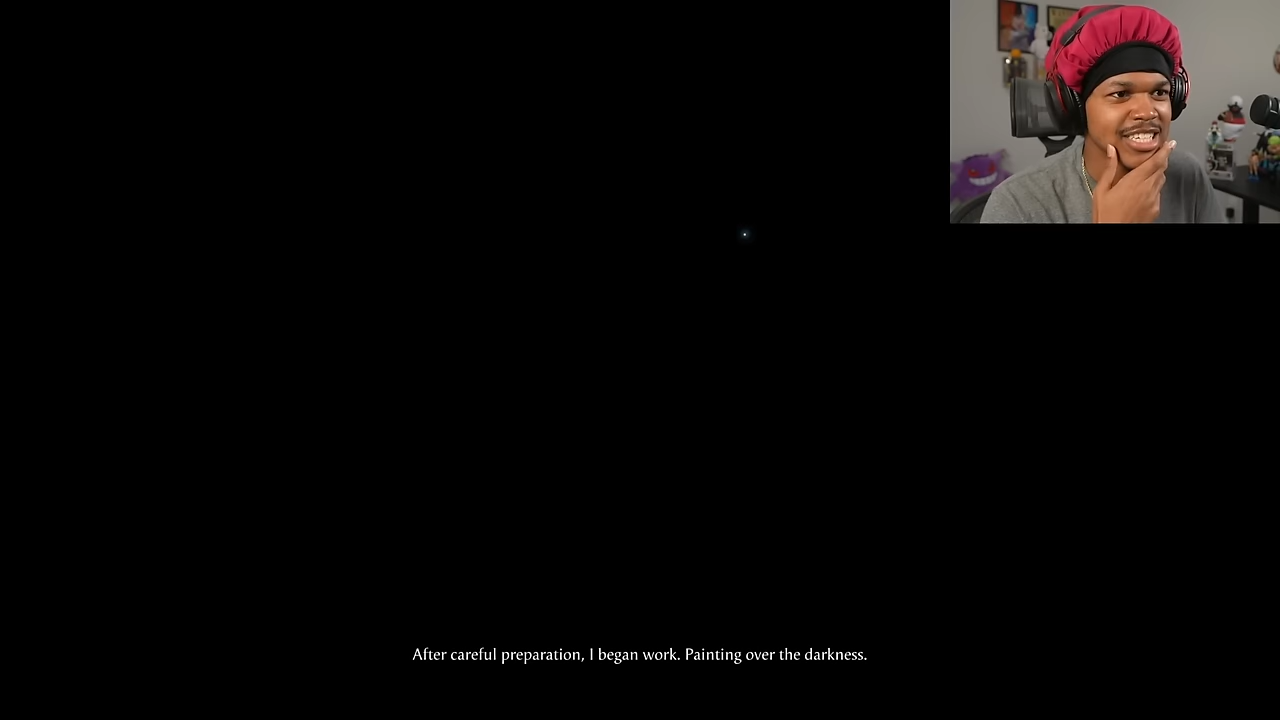 After careful preparation, I began work. Painting over the darkness.